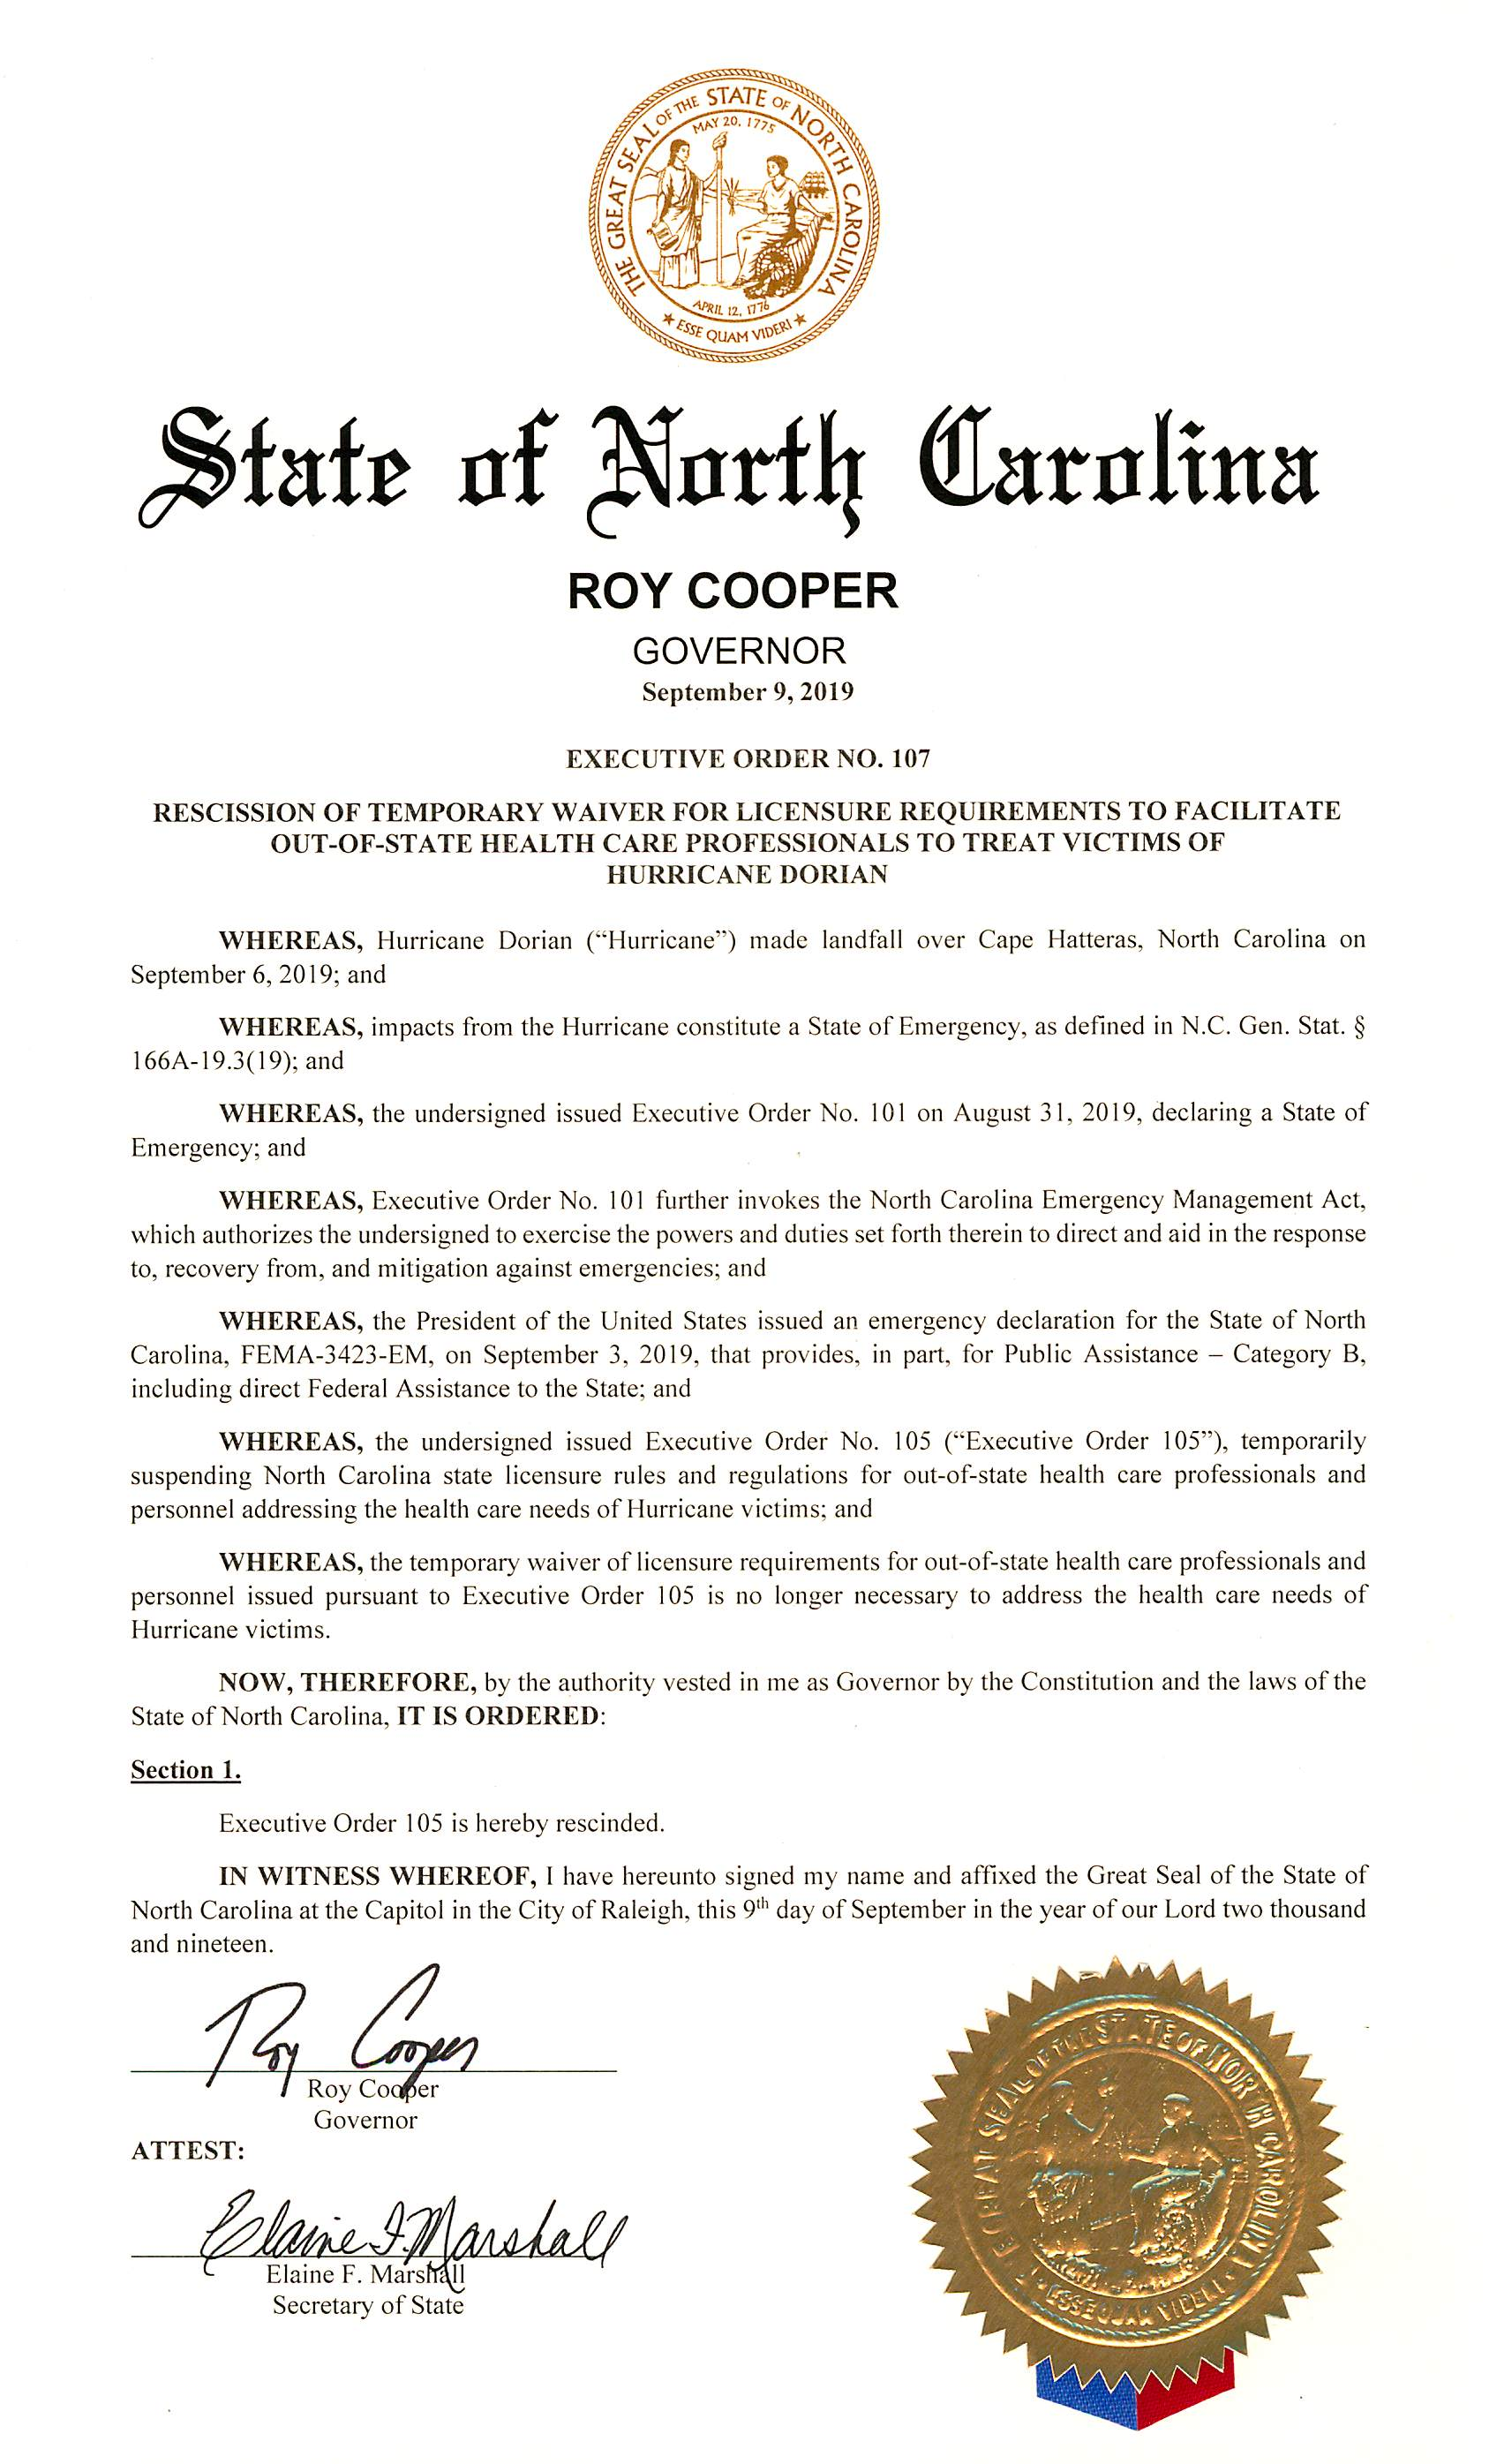 THE GREAT SEAL OF THE STATE OF NORTH CAROLINA
MAY 20, 1775
APRIL 12, 1776
★ ESSE QUAM VIDERI ★
State of North Carolina
ROY COOPER
GOVERNOR
September 9, 2019
EXECUTIVE ORDER NO. 107
RESCISSION OF TEMPORARY WAIVER FOR LICENSURE REQUIREMENTS TO FACILITATE
OUT-OF-STATE HEALTH CARE PROFESSIONALS TO TREAT VICTIMS OF
HURRICANE DORIAN
WHEREAS, Hurricane Dorian (“Hurricane”) made landfall over Cape Hatteras, North Carolina on
September 6, 2019; and
WHEREAS, impacts from the Hurricane constitute a State of Emergency, as defined in N.C. Gen. Stat. §
166A-19.3(19); and
WHEREAS, the undersigned issued Executive Order No. 101 on August 31, 2019, declaring a State of
Emergency; and
WHEREAS, Executive Order No. 101 further invokes the North Carolina Emergency Management Act,
which authorizes the undersigned to exercise the powers and duties set forth therein to direct and aid in the response
to, recovery from, and mitigation against emergencies; and
WHEREAS, the President of the United States issued an emergency declaration for the State of North
Carolina, FEMA-3423-EM, on September 3, 2019, that provides, in part, for Public Assistance – Category B,
including direct Federal Assistance to the State; and
WHEREAS, the undersigned issued Executive Order No. 105 (“Executive Order 105”), temporarily
suspending North Carolina state licensure rules and regulations for out-of-state health care professionals and
personnel addressing the health care needs of Hurricane victims; and
WHEREAS, the temporary waiver of licensure requirements for out-of-state health care professionals and
personnel issued pursuant to Executive Order 105 is no longer necessary to address the health care needs of
Hurricane victims.
NOW, THEREFORE, by the authority vested in me as Governor by the Constitution and the laws of the
State of North Carolina, IT IS ORDERED:
Section 1.
Executive Order 105 is hereby rescinded.
IN WITNESS WHEREOF, I have hereunto signed my name and affixed the Great Seal of the State of
North Carolina at the Capitol in the City of Raleigh, this 9th day of September in the year of our Lord two thousand
and nineteen.
Roy Cooper
Roy Cooper
Governor
ATTEST:
Elaine F. Marshall
Elaine F. Marshall
Secretary of State
GREAT SEAL OF THE STATE OF NORTH CAROLINA
ESSE QUAM VIDERI